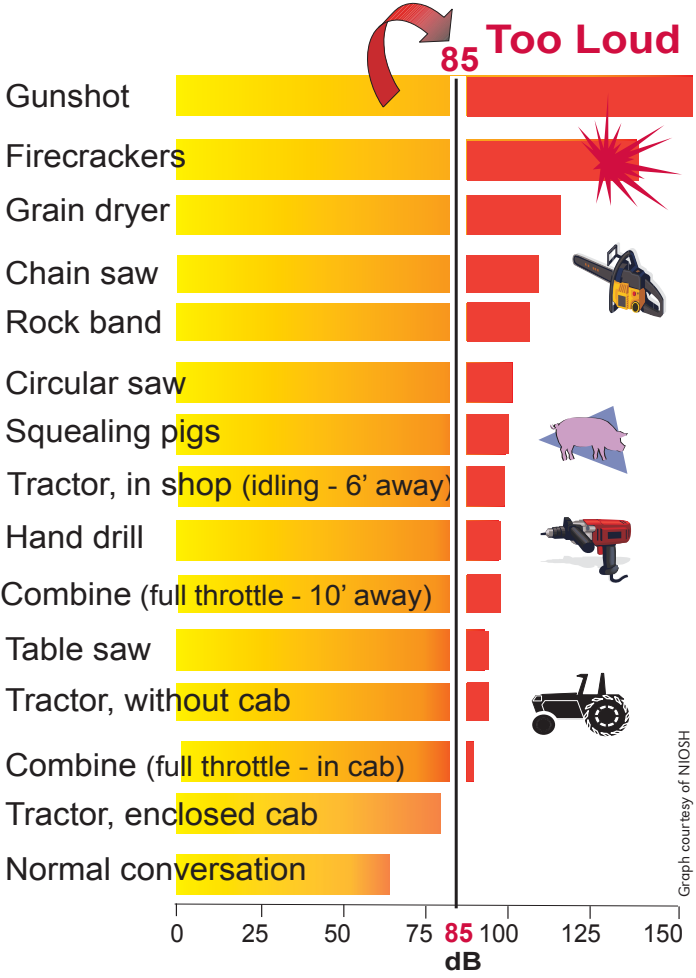 85 Too Loud
Gunshot
Firecrackers
Grain dryer
Chain saw
Rock band
Circular saw
Squealing pigs
Tractor, in shop (idling - 6’ away)
Hand drill
Combine (full throttle - 10’ away)
Table saw
Tractor, without cab
Combine (full throttle - in cab)
Tractor, enclosed cab
Normal conversation
0 25 50 75 85 100 125 150
dB
Graph courtesy of NIOSH